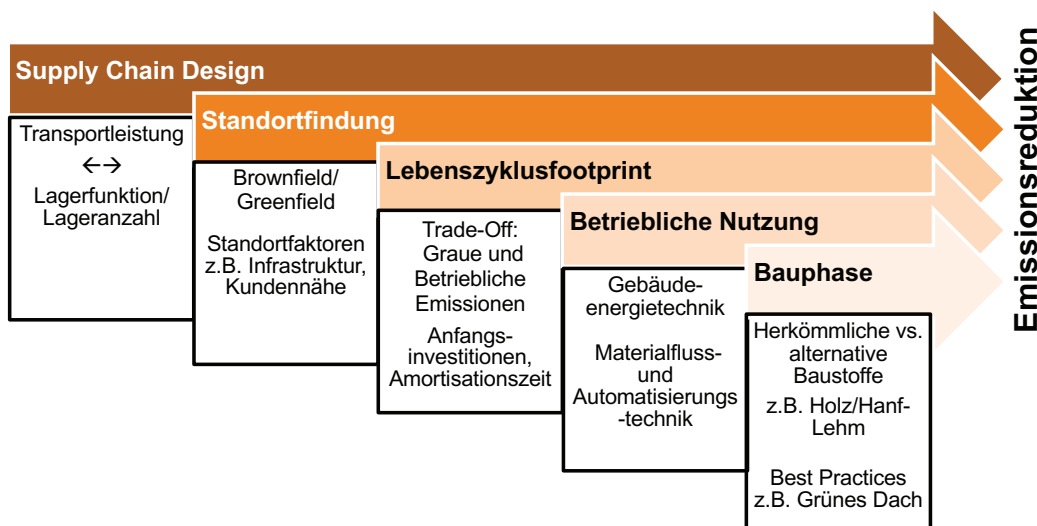 Supply Chain Design
Transportleistung
←→
Lagerfunktion/
Lageranzahl
Standortfindung
Brownfield/
Greenfield
Standortfaktoren
z.B. Infrastruktur,
Kundennähe
Lebenszyklusfootprint
Trade-Off:
Graue und
Betriebliche
Emissionen
Anfangs-
investitionen,
Amortisationszeit
Betriebliche Nutzung
Gebäude-
energietechnik
Materialfluss-
und
Automatisierungs
-technik
Bauphase
Herkömmliche vs.
alternative
Baustoffe
z.B. Holz/Hanf-
Lehm
Best Practices
z.B. Grünes Dach
Emissionsreduktion